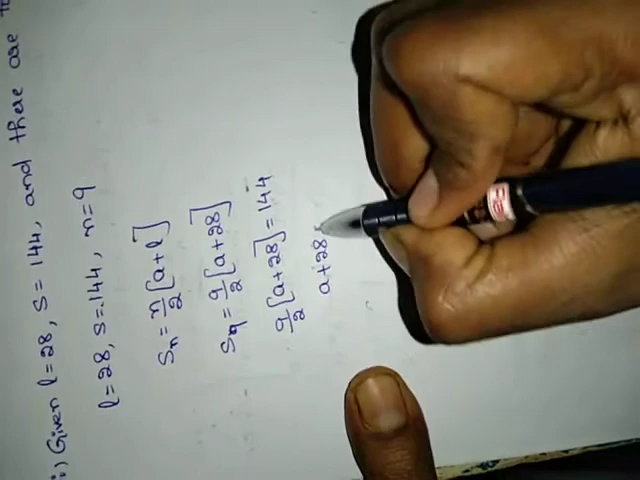 :) Given l=28, S=144, and there are
l=28, S=144, n=9
Sn = n/2 [a+l]
S9 = 9/2 [a+28]
9/2 [a+28] = 144
a+28